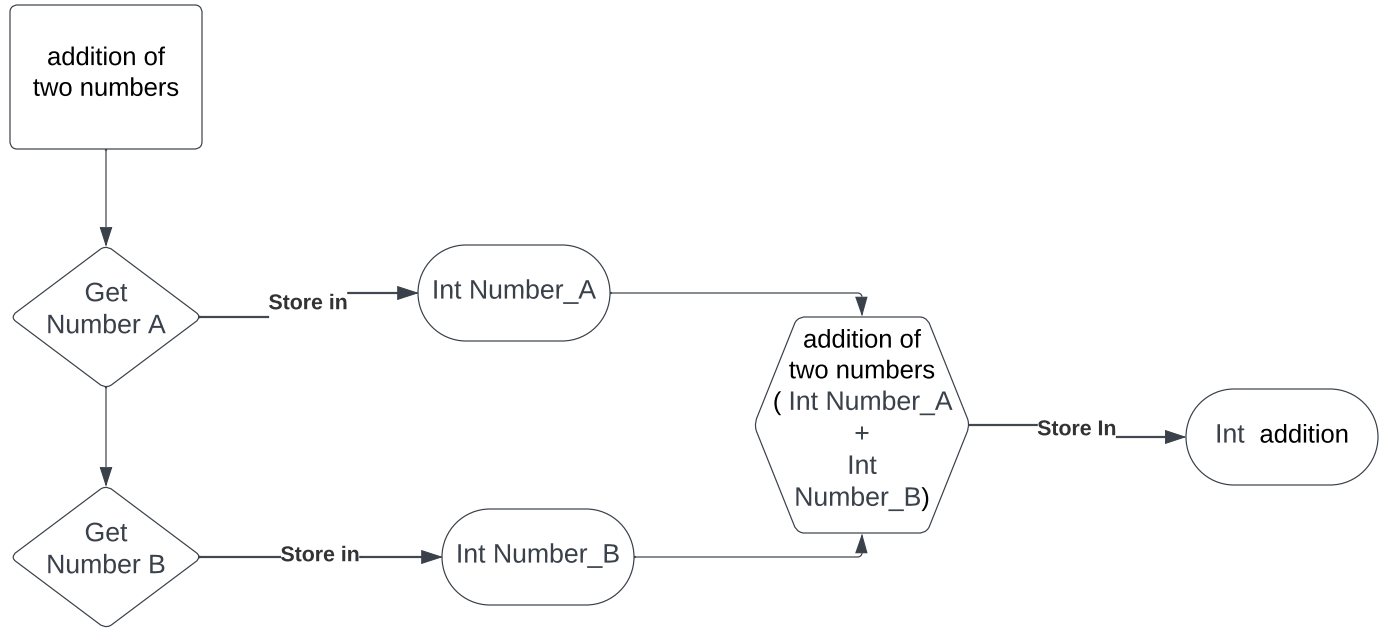 addition of
two numbers
Get
Number A
Store in
Int Number_A
addition of
two numbers
( Int Number_A
+
Int
Number_B)
Store In
Int addition
Get
Number B
Store in
Int Number_B